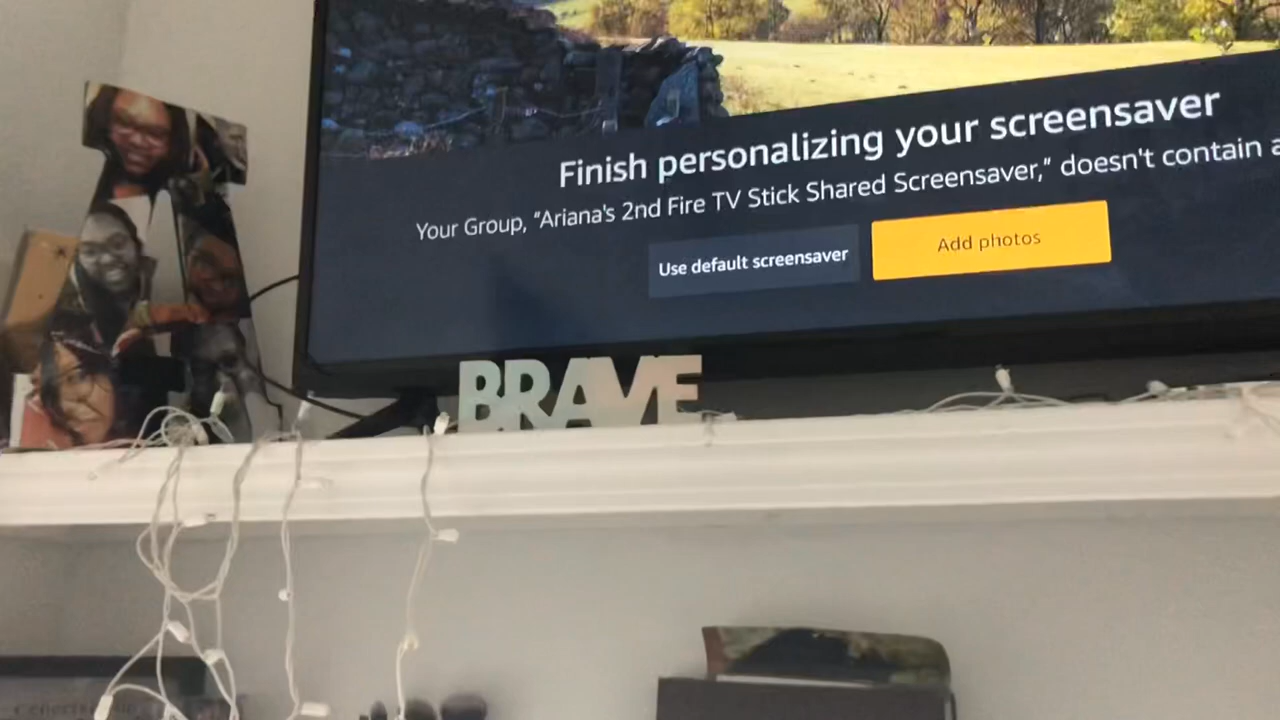 Finish personalizing your screensaver
Your Group, “Ariana's 2nd Fire TV Stick Shared Screensaver,” doesn't contain a
Use default screensaver
Add photos
BRAVE